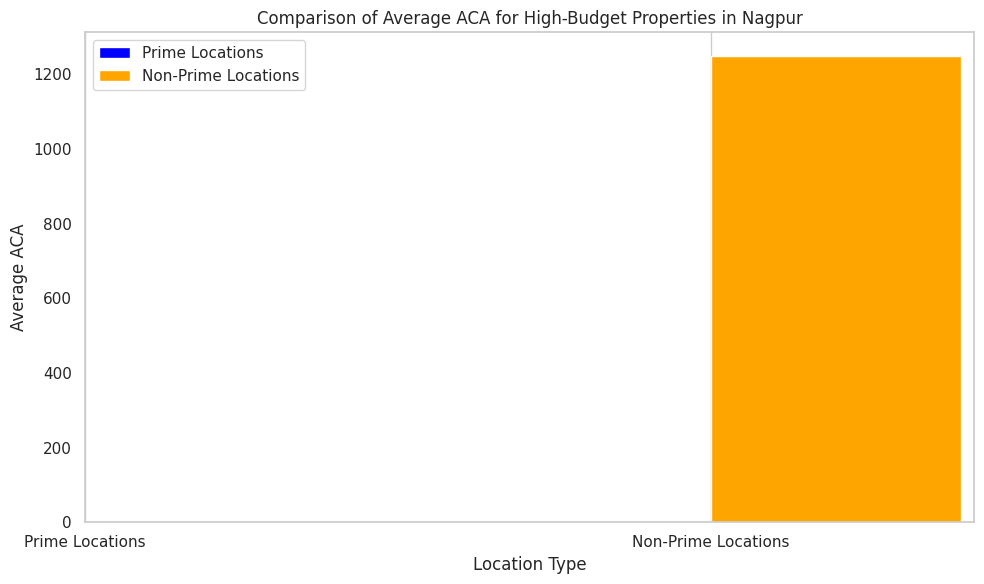 Comparison of Average ACA for High-Budget Properties in Nagpur
Prime Locations
Non-Prime Locations
1200
1000
800
600
400
200
0
Average ACA
Prime Locations
Non-Prime Locations
Location Type